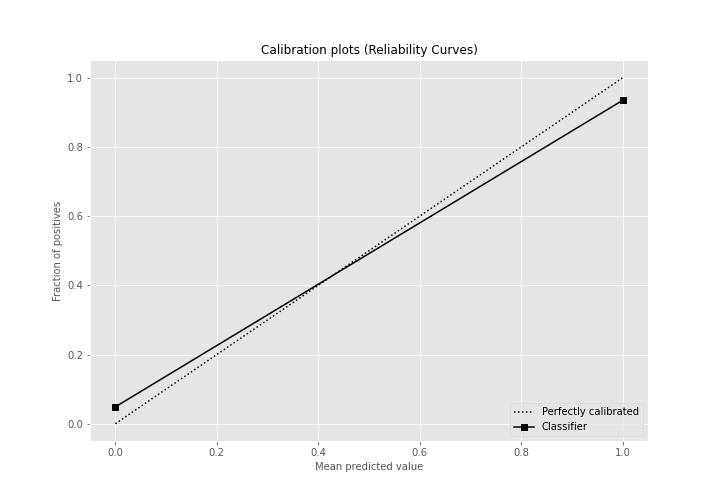 Calibration plots (Reliability Curves)
1.0
0.8
0.6
0.4
0.2
0.0
Fraction of positives
0.0 0.2 0.4 0.6 0.8 1.0
Mean predicted value
Perfectly calibrated
Classifier